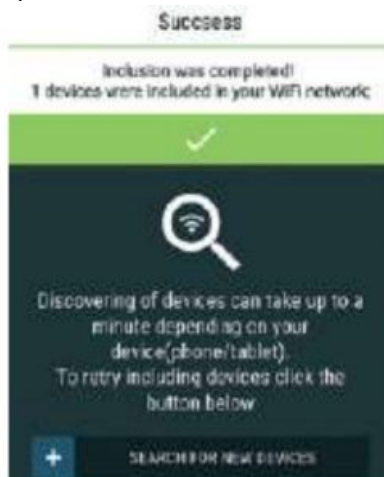 Success
Inclusion was completed!
1 devices were included in your WiFi network
Discovering of devices can take up to a
minute depending on your
device(phone/tablet).
To retry including devices click the
button below
SEARCH FOR NEW DEVICES